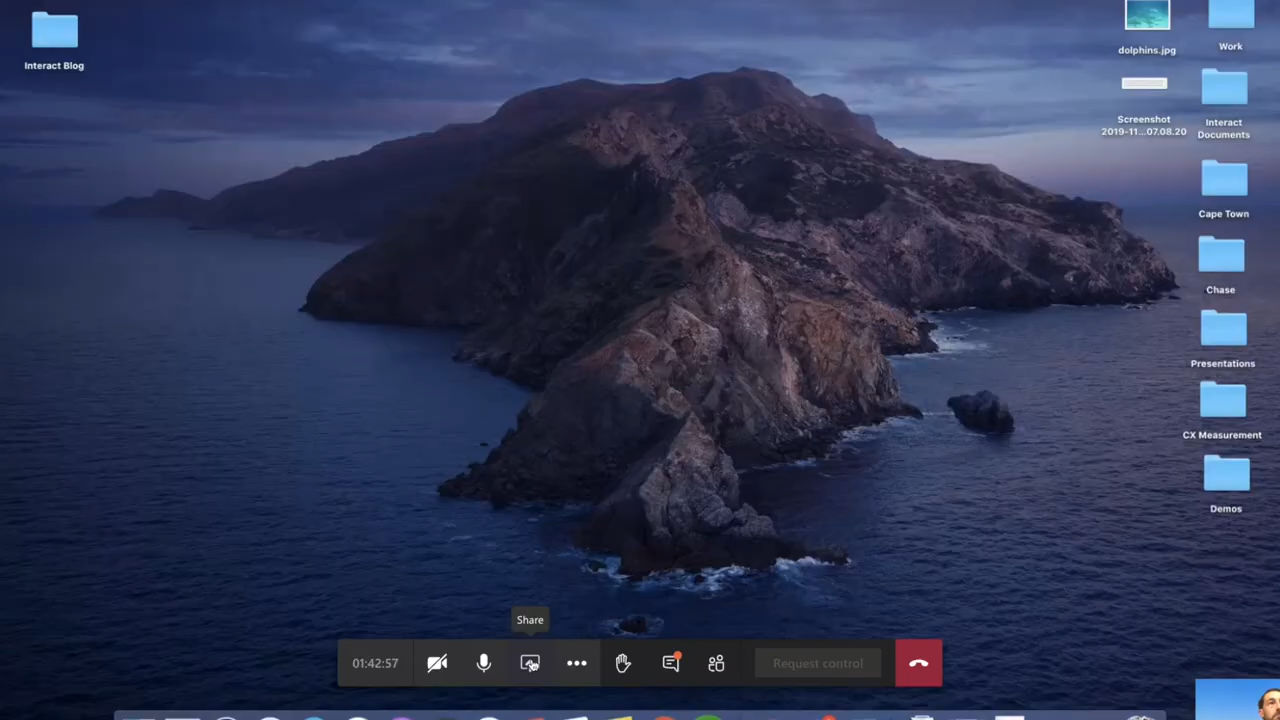 Interact Blog
dolphins.jpg
Work
Screenshot
2019-11...07.08.20
Interact
Documents
Cape Town
Chase
Presentations
CX Measurement
Demos
Share
01:42:57
Request control